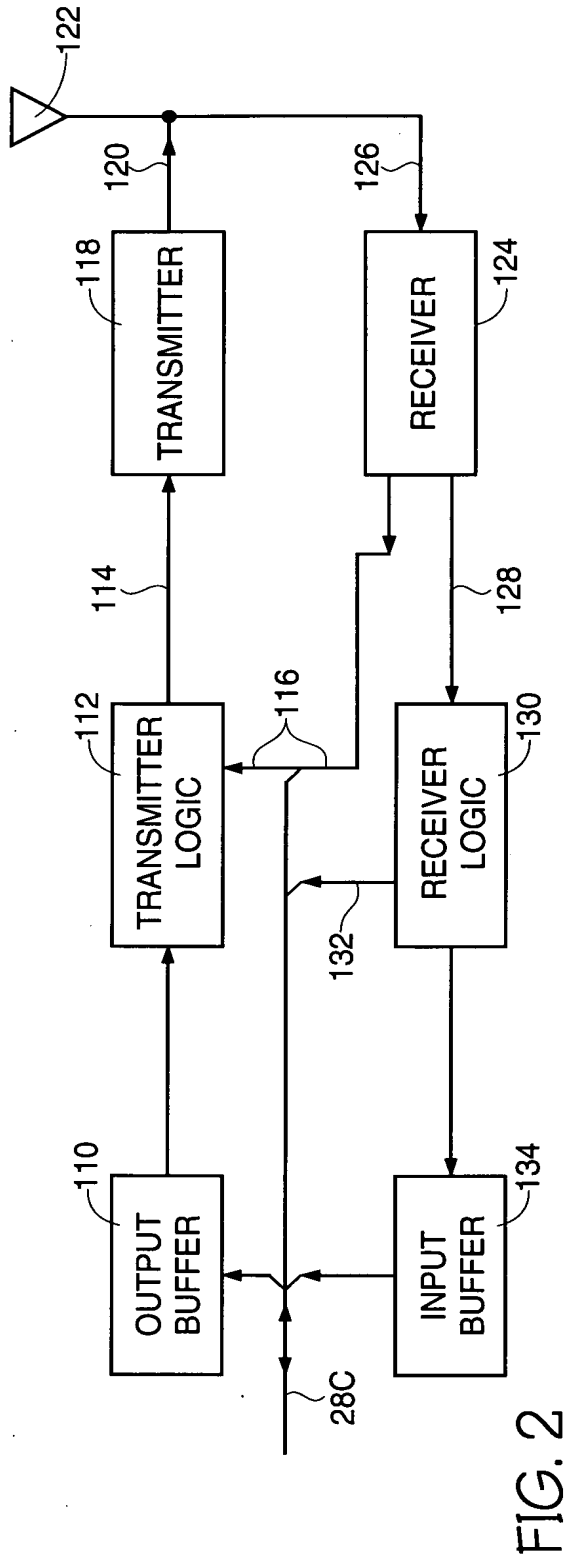 110
OUTPUT
BUFFER
112
TRANSMITTER
LOGIC
114
118
TRANSMITTER
120
122
28C
132
116
126
INPUT
BUFFER
134
RECEIVER
LOGIC
130
128
RECEIVER
124
FIG. 2